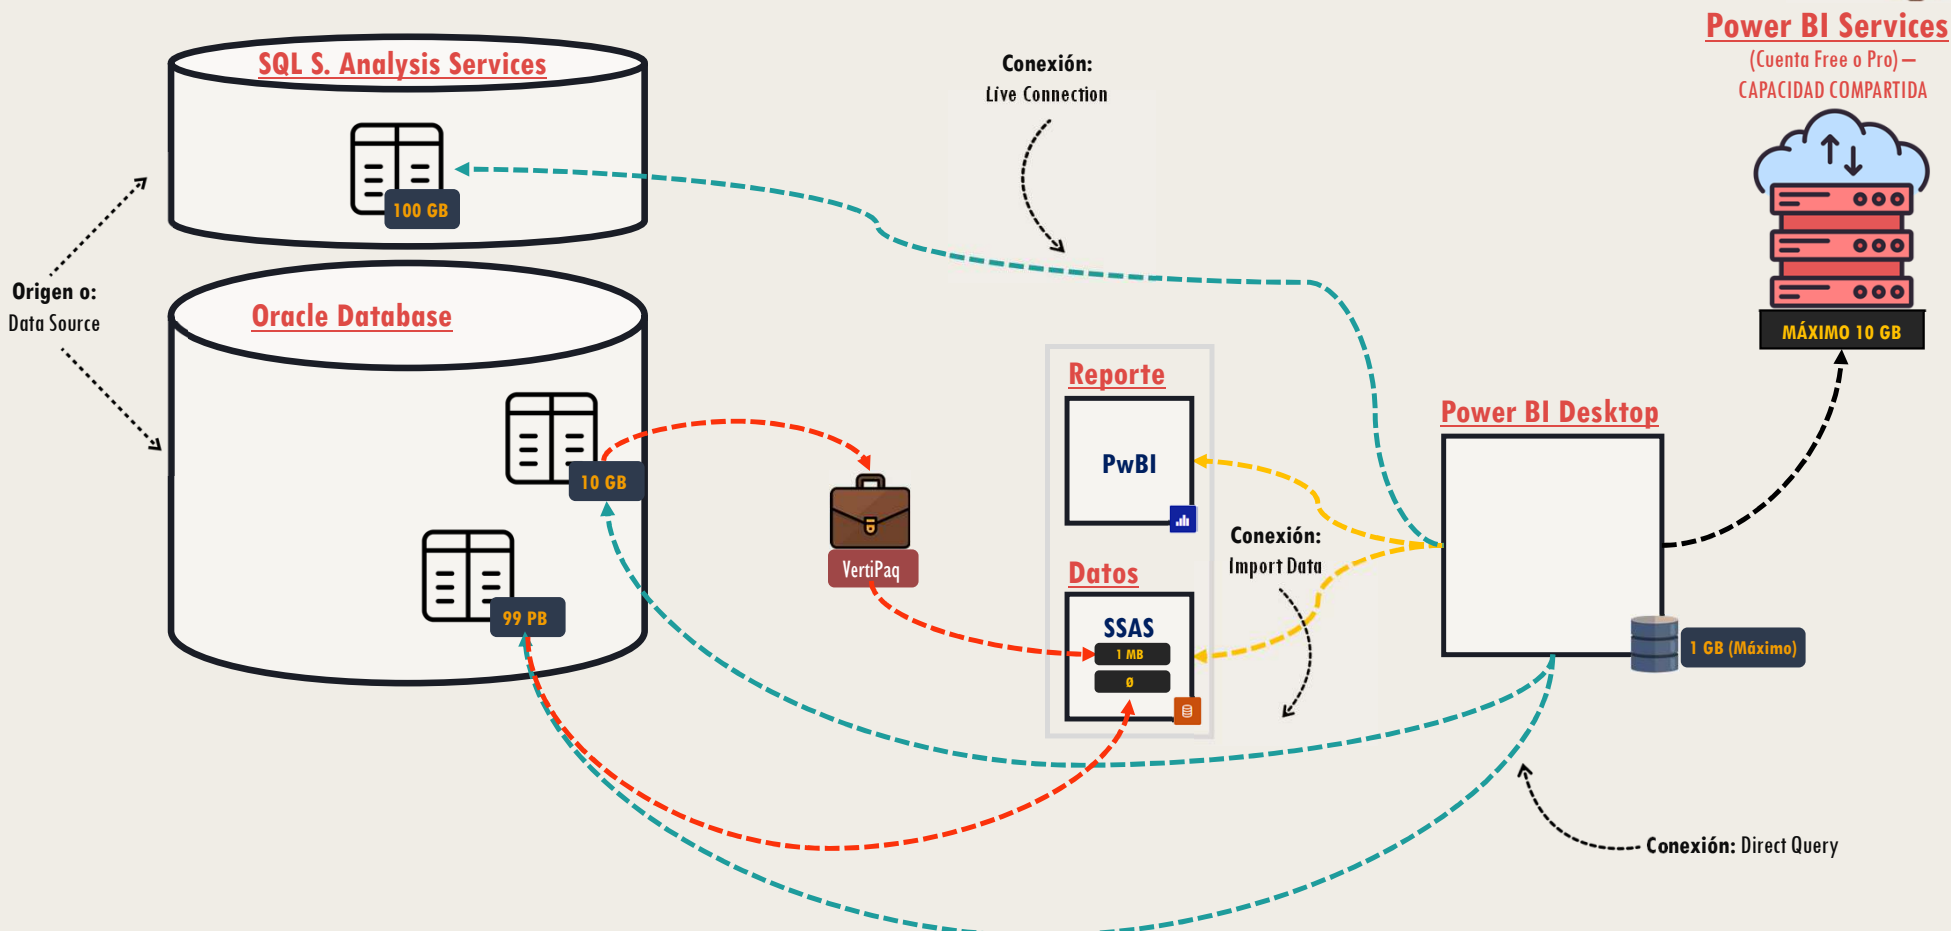 Power BI Services
(Cuenta Free o Pro) –
CAPACIDAD COMPARTIDA
MÁXIMO 10 GB
SQL S. Analysis Services
100 GB
Conexión:
Live Connection
Origen o:
Data Source
Oracle Database
10 GB
99 PB
VertiPaq
Reporte
PwBI
Datos
SSAS
1 MB
Ø
Conexión:
Import Data
Power BI Desktop
1 GB (Máximo)
Conexión: Direct Query